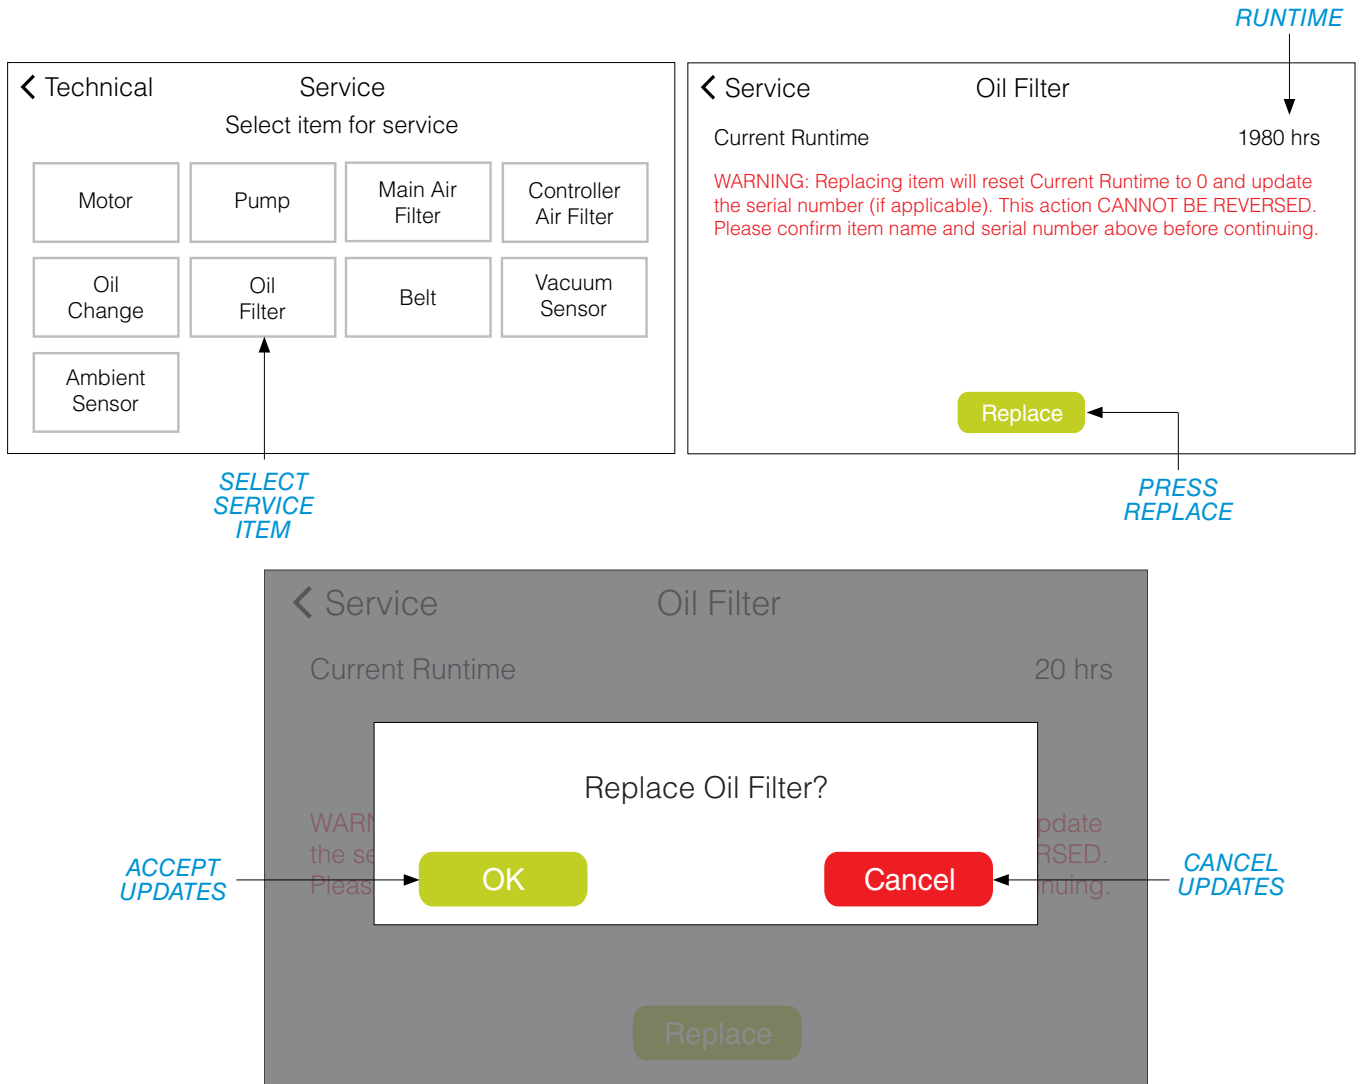 RUNTIME
Technical
Service
Select item for service
Motor
Pump
Main Air
Filter
Controller
Air Filter
Oil
Change
Oil
Filter
Belt
Vacuum
Sensor
Ambient
Sensor
SELECT
SERVICE
ITEM
Service
Oil Filter
Current Runtime
1980 hrs
WARNING: Replacing item will reset Current Runtime to 0 and update
the serial number (if applicable). This action CANNOT BE REVERSED.
Please confirm item name and serial number above before continuing.
Replace
PRESS
REPLACE
Service
Oil Filter
Current Runtime
20 hrs
Replace Oil Filter?
OK
Cancel
ACCEPT
UPDATES
CANCEL
UPDATES
Replace